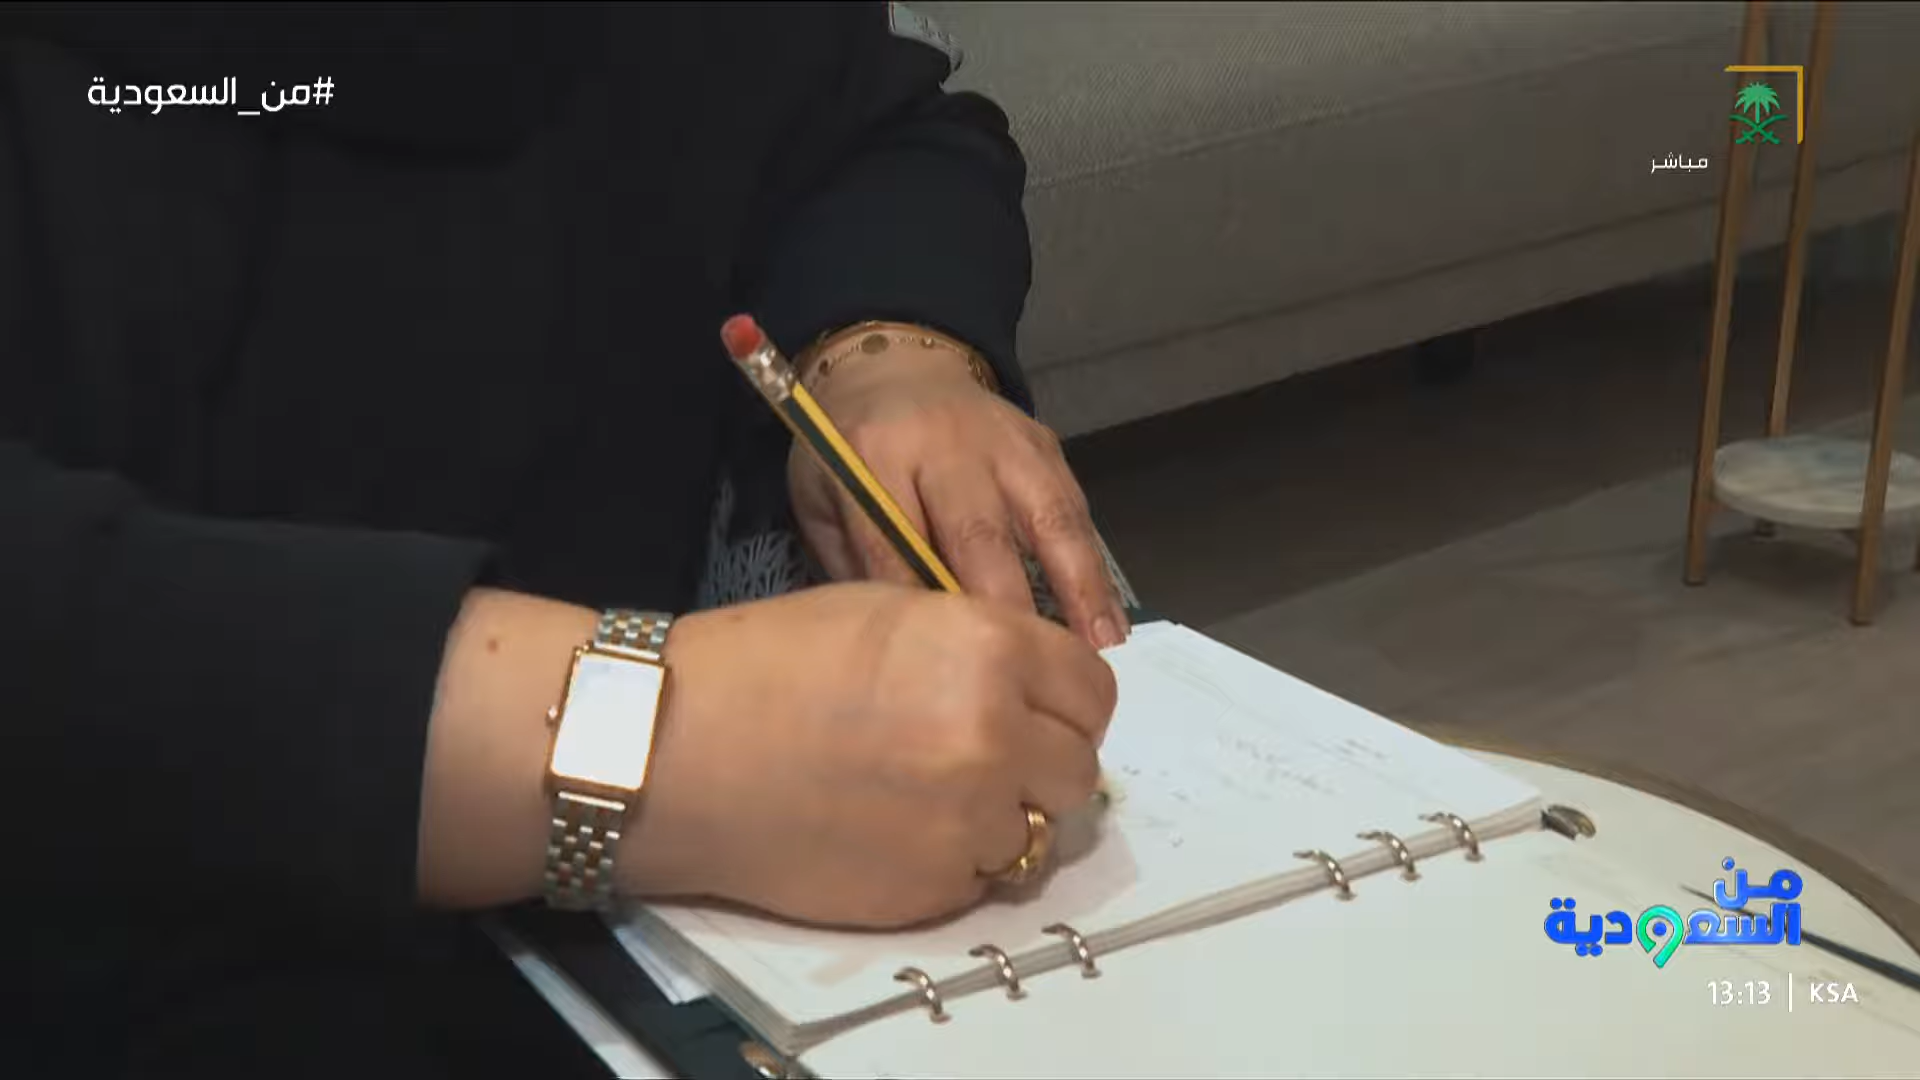 #من_السعودية
مباشر
من
السعودية
13:13 | KSA